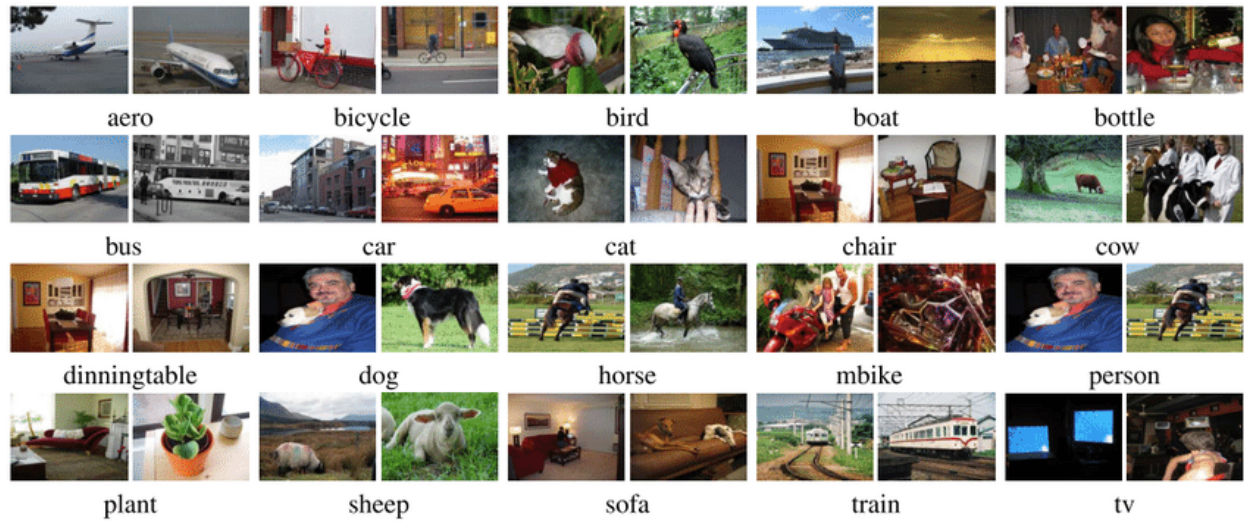 aero bicycle bird boat bottle
bus car cat chair cow
dinningtable dog horse mbike person
plant sheep sofa train tv